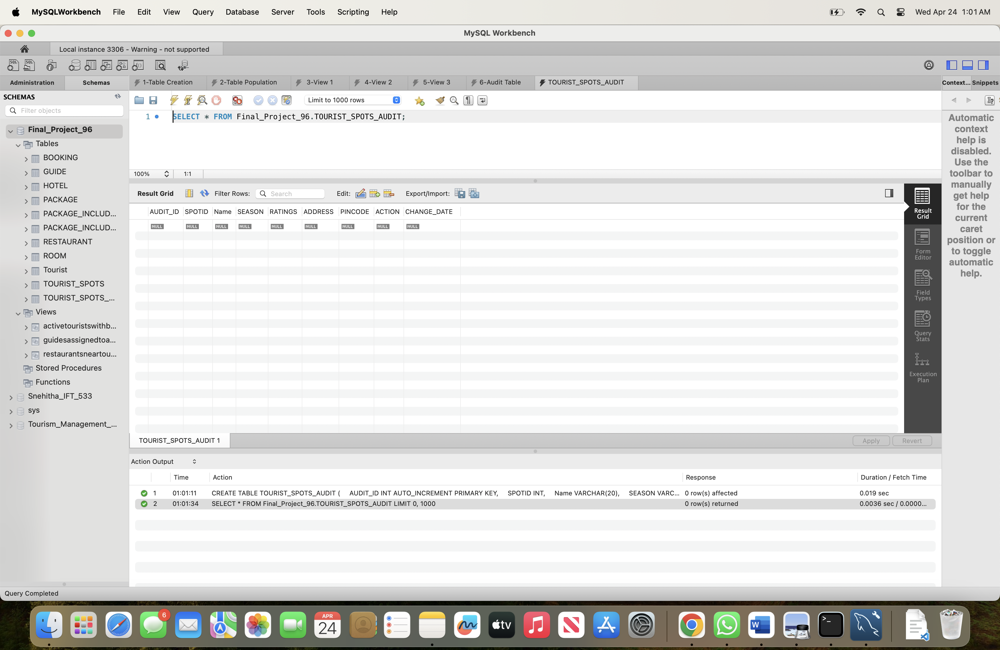 MySQLWorkbench File Edit View Query Database Server Tools Scripting Help Wed Apr 24 1:01 AM
MySQL Workbench
Local instance 3306 - Warning - not supported
Administration Schemas 1-Table Creation 2-Table Population 3-View 1 4-View 2 5-View 3 6-Audit Table TOURIST_SPOTS_AUDIT Context... Snippets
SCHEMAS
Filter objects
Limit to 1000 rows
1 SELECT * FROM Final_Project_96.TOURIST_SPOTS_AUDIT;
Final_Project_96
Tables
BOOKING
GUIDE
HOTEL
PACKAGE
PACKAGE_INCLUD...
PACKAGE_INCLUD...
RESTAURANT
ROOM
Tourist
TOURIST_SPOTS
TOURIST_SPOTS_...
Views
activetouristswithb...
guidesassignedtoa...
restaurantsneartou...
Stored Procedures
Functions
Snehitha_IFT_533
sys
Tourism_Management_...
100% 1:1
Result Grid Filter Rows: Search Edit: Export/Import:
AUDIT_ID SPOTID Name SEASON RATINGS ADDRESS PINCODE ACTION CHANGE_DATE
NULL NULL NULL NULL NULL NULL NULL NULL NULL
Result
Grid
Form
Editor
Field
Types
Query
Stats
Execution
Plan
Automatic
context
help is
disabled.
Use the
toolbar to
manually
get help
for the
current
caret
position or
to toggle
automatic
help.
TOURIST_SPOTS_AUDIT 1 Apply Revert
Action Output
Time Action Response Duration / Fetch Time
1 01:01:11 CREATE TABLE TOURIST_SPOTS_AUDIT ( AUDIT_ID INT AUTO_INCREMENT PRIMARY KEY, SPOTID INT, Name VARCHAR(20), SEASON VARC... 0 row(s) affected 0.019 sec
2 01:01:34 SELECT * FROM Final_Project_96.TOURIST_SPOTS_AUDIT LIMIT 0, 1000 0 row(s) returned 0.0036 sec / 0.0000...
Query Completed
6
APR
24
tv
W